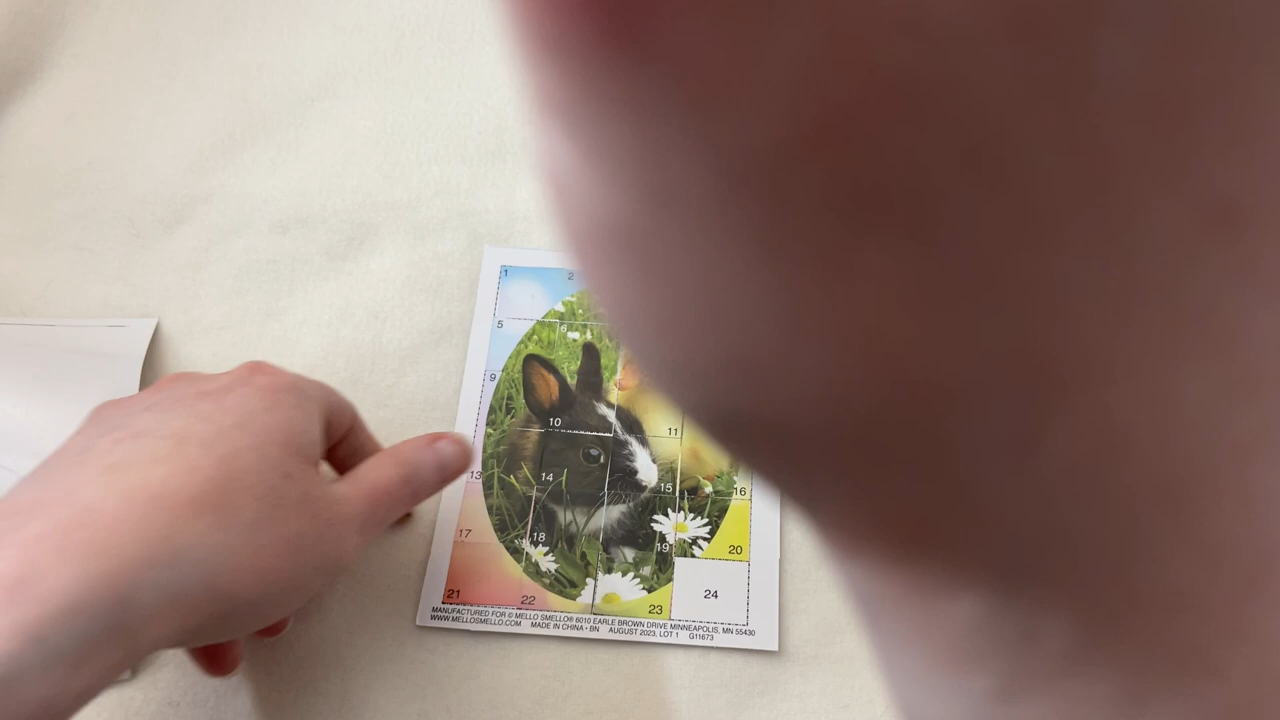 1 2
5 6
9
10 11
13 14 15 16
17 18 19 20
21 22 23 24
MANUFACTURED FOR © MELLO SMELLO® 6010 EARLE BROWN DRIVE MINNEAPOLIS, MN 55430
WWW.MELLOSMELLO.COM MADE IN CHINA • BN AUGUST 2023, LOT 1 G11673